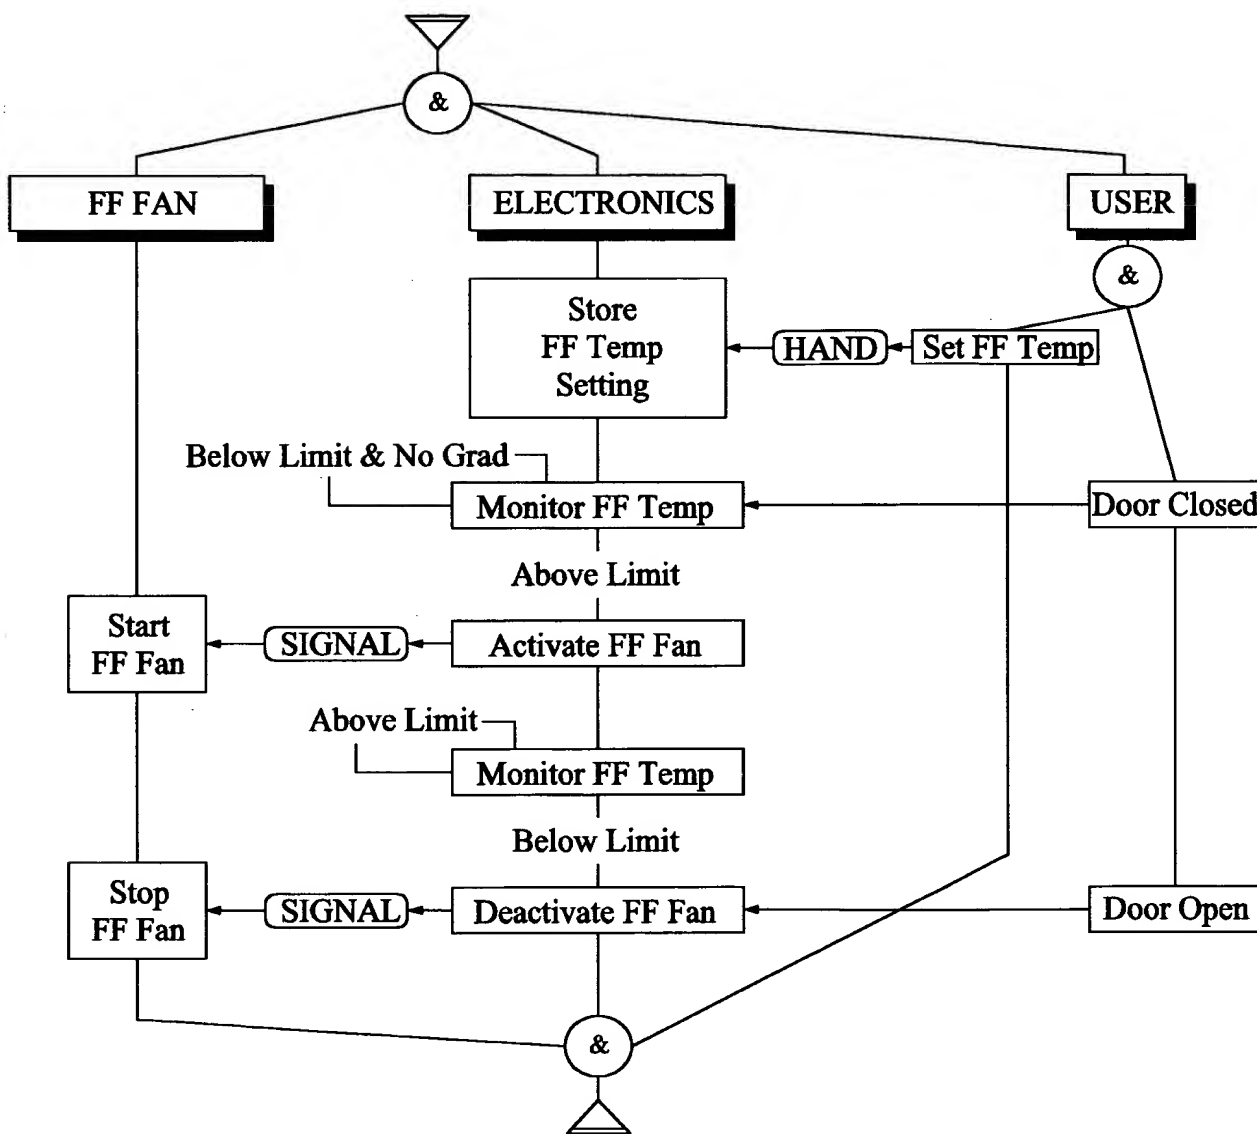 &
FF FAN
ELECTRONICS
USER
&
Store
FF Temp
Setting
HAND
Set FF Temp
Below Limit & No Grad
Monitor FF Temp
Door Closed
Above Limit
Start
FF Fan
SIGNAL
Activate FF Fan
Above Limit
Monitor FF Temp
Below Limit
Stop
FF Fan
SIGNAL
Deactivate FF Fan
Door Open
&